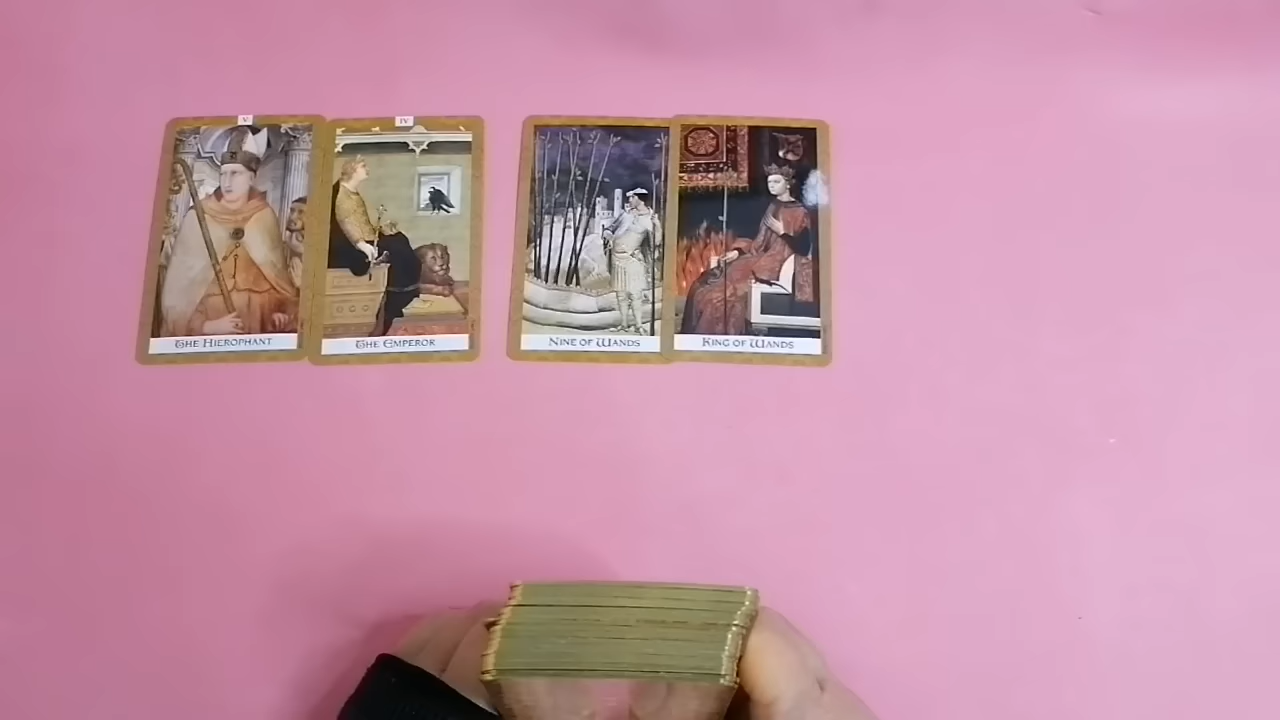 V
IV
The Hierophant
The Emperor
Nine of Wands
King of Wands